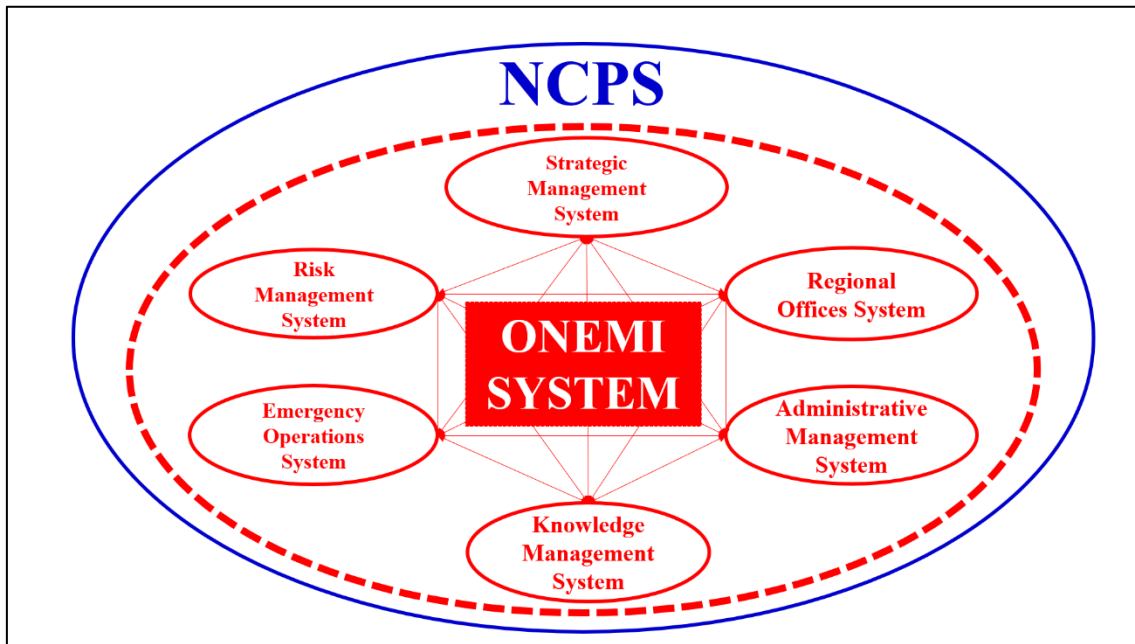 NCPS
Strategic
Management
System
Risk
Management
System
Regional
Offices System
ONEMI
SYSTEM
Emergency
Operations
System
Administrative
Management
System
Knowledge
Management
System